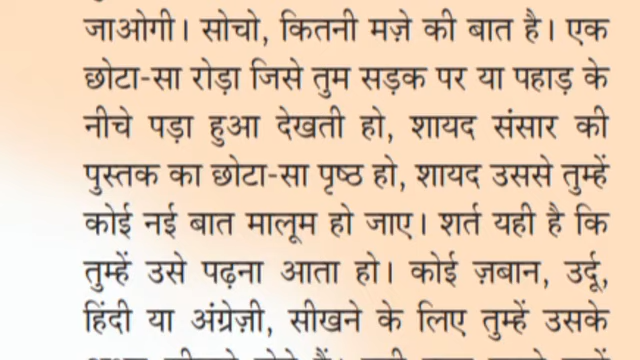 जाओगी। सोचो, कितनी मज़े की बात है। एक
छोटा-सा रोड़ा जिसे तुम सड़क पर या पहाड़ के
नीचे पड़ा हुआ देखती हो, शायद संसार की
पुस्तक का छोटा-सा पृष्ठ हो, शायद उससे तुम्हें
कोई नई बात मालूम हो जाए। शर्त यही है कि
तुम्हें उसे पढ़ना आता हो। कोई ज़बान, उर्दू,
हिंदी या अंग्रेज़ी, सीखने के लिए तुम्हें उसके